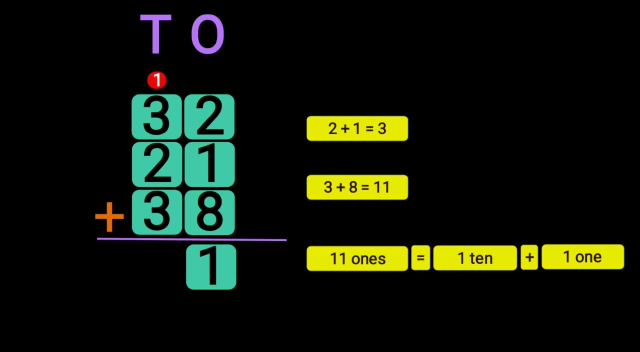 T O
1
3 2
2 1
+ 3 8
1
2 + 1 = 3
3 + 8 = 11
11 ones = 1 ten + 1 one